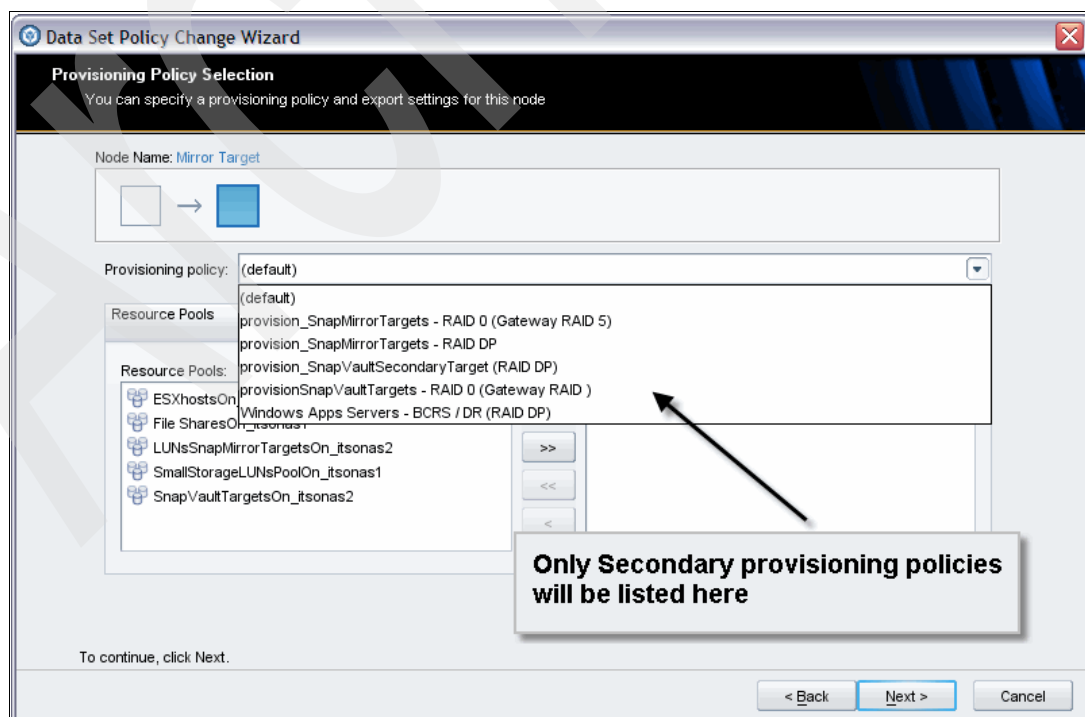 Data Set Policy Change Wizard
Provisioning Policy Selection
You can specify a provisioning policy and export settings for this node
Node Name: Mirror Target
Provisioning policy: (default)
(default)
provision_SnapMirrorTargets - RAID 0 (Gateway RAID 5)
provision_SnapMirrorTargets - RAID DP
provision_SnapVaultSecondaryTarget (RAID DP)
provisionSnapVaultTargets - RAID 0 (Gateway RAID )
Windows Apps Servers - BCRS / DR (RAID DP)
Resource Pools
Resource Pools:
File SharesOn_itsonas1
LUNsSnapMirrorTargetsOn_itsonas2
SmallStorageLUNsPoolOn_itsonas1
SnapVaultTargetsOn_itsonas2
>>
<<
<
Only Secondary provisioning policies
will be listed here
To continue, click Next.
< Back
Next >
Cancel